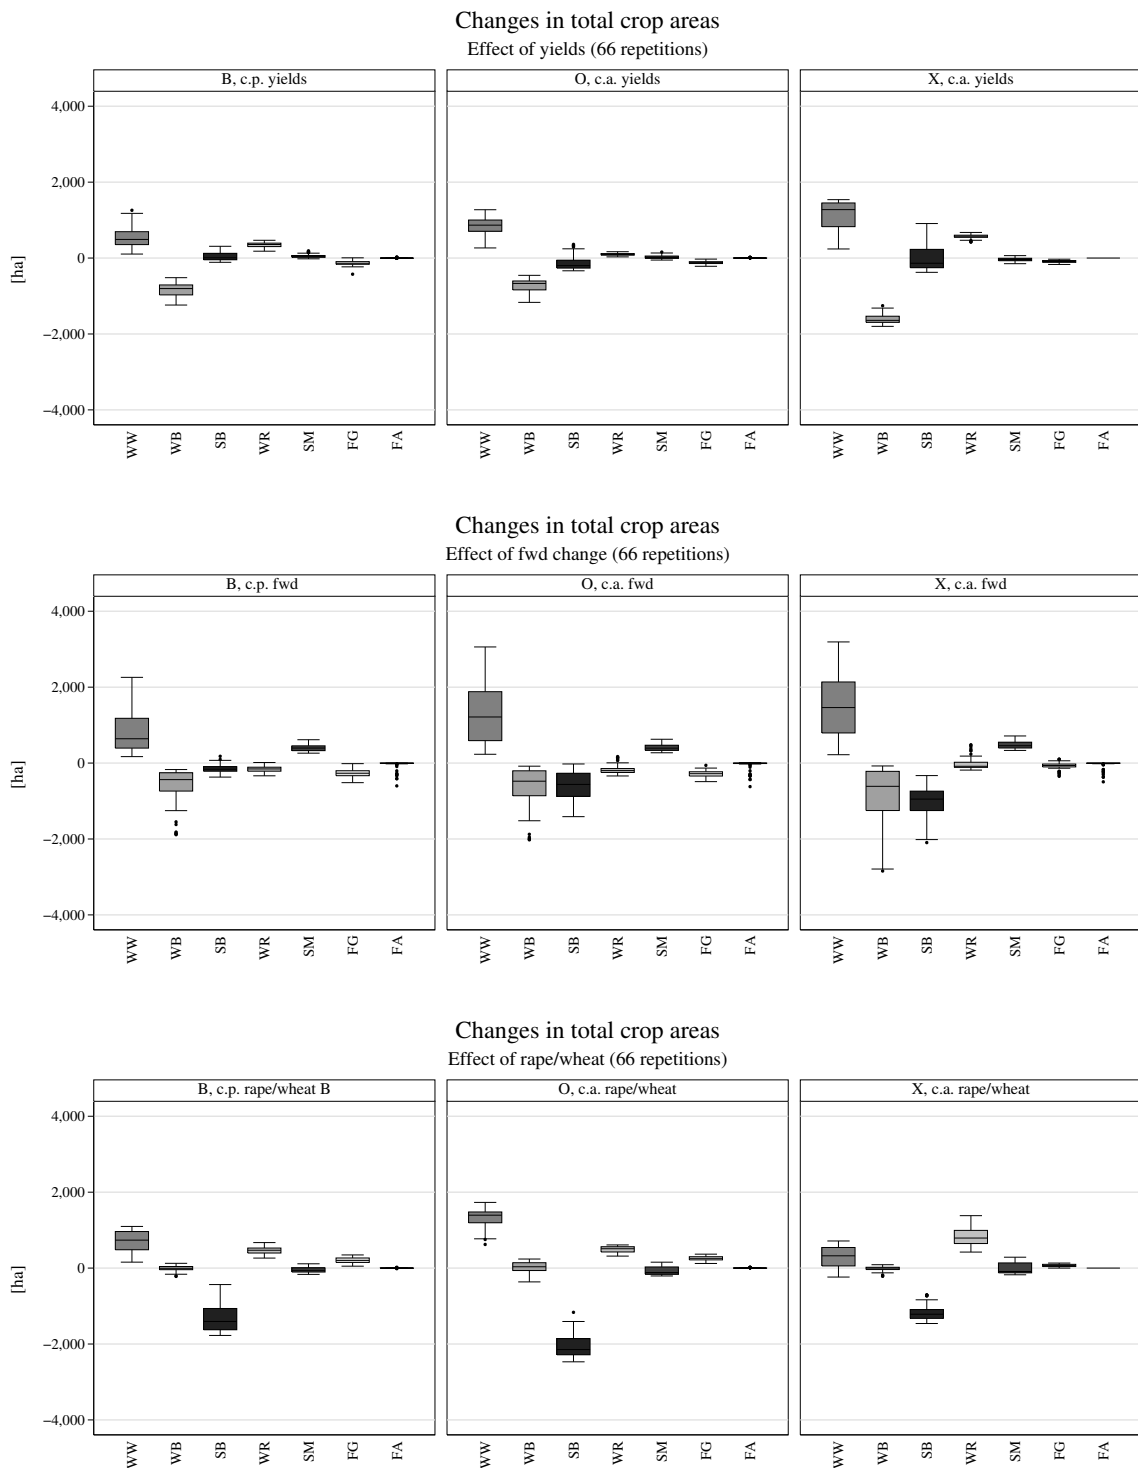 Changes in total crop areas
Effect of yields (66 repetitions)
B, c.p. yields
O, c.a. yields
X, c.a. yields
4,000
2,000
0
−2,000
−4,000
[ha]
WW WB SB WR SM FG FA
WW WB SB WR SM FG FA
WW WB SB WR SM FG FA
Changes in total crop areas
Effect of fwd change (66 repetitions)
B, c.p. fwd
O, c.a. fwd
X, c.a. fwd
4,000
2,000
0
−2,000
−4,000
[ha]
WW WB SB WR SM FG FA
WW WB SB WR SM FG FA
WW WB SB WR SM FG FA
Changes in total crop areas
Effect of rape/wheat (66 repetitions)
B, c.p. rape/wheat B
O, c.a. rape/wheat
X, c.a. rape/wheat
4,000
2,000
0
−2,000
−4,000
[ha]
WW WB SB WR SM FG FA
WW WB SB WR SM FG FA
WW WB SB WR SM FG FA